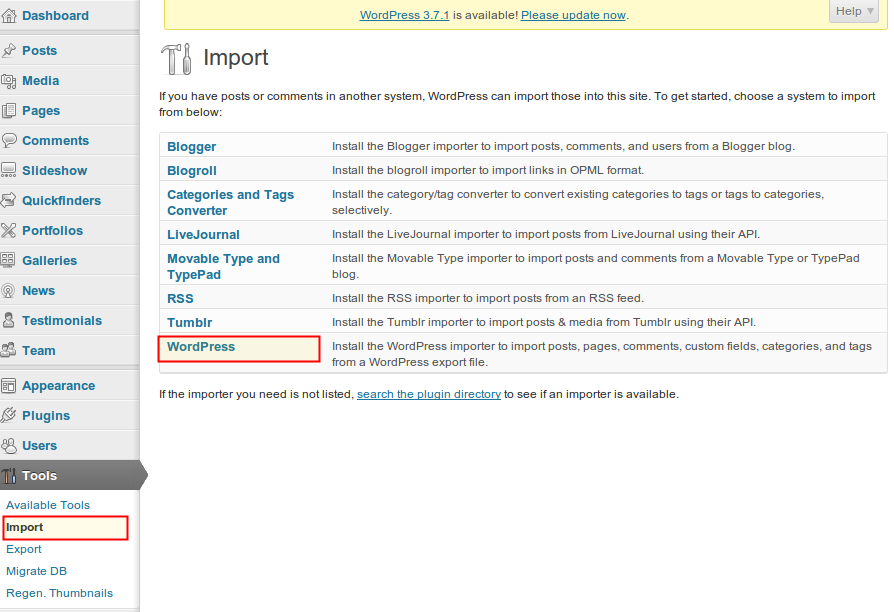 Dashboard
Posts
Media
Pages
Comments
Slideshow
Quickfinders
Portfolios
Galleries
News
Testimonials
Team
Appearance
Plugins
Users
Tools
Available Tools
Import
Export
Migrate DB
Regen. Thumbnails
WordPress 3.7.1 is available! Please update now.
Help
Import
If you have posts or comments in another system, WordPress can import those into this site. To get started, choose a system to import
from below:
Blogger Install the Blogger importer to import posts, comments, and users from a Blogger blog.
Blogroll Install the blogroll importer to import links in OPML format.
Categories and Tags Install the category/tag converter to convert existing categories to tags or tags to categories,
Converter selectively.
LiveJournal Install the LiveJournal importer to import posts from LiveJournal using their API.
Movable Type and Install the Movable Type importer to import posts and comments from a Movable Type or TypePad
TypePad blog.
RSS Install the RSS importer to import posts from an RSS feed.
Tumblr Install the Tumblr importer to import posts & media from Tumblr using their API.
WordPress Install the WordPress importer to import posts, pages, comments, custom fields, categories, and tags
from a WordPress export file.
If the importer you need is not listed, search the plugin directory to see if an importer is available.